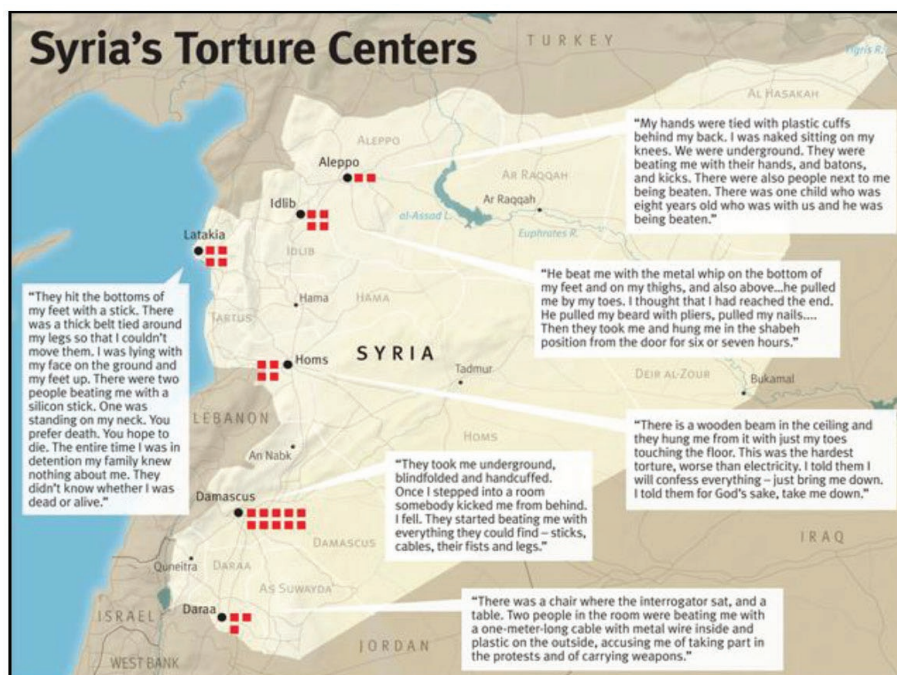 Syria's Torture Centers
TURKEY
Tigris R.
AL HASAKAH
ALEPPO
Aleppo
"My hands were tied with plastic cuffs
behind my back. I was naked sitting on my
knees. We were underground. They were
beating me with their hands, and batons,
and kicks. There were also people next to me
being beaten. There was one child who was
eight years old who was with us and he was
being beaten."
AR RAQQAH
Ar Raqqah
al-Assad L.
Euphrates R.
Idlib
IDLIB
Latakia
"They hit the bottoms of
my feet with a stick. There
was a thick belt tied around
my legs so that I couldn't
move them. I was lying with
my face on the ground and
my feet up. There were two
people beating me with a
silicon stick. One was
standing on my neck. You
prefer death. You hope to
die. The entire time I was in
detention my family knew
nothing about me. They
didn't know whether I was
dead or alive."
"He beat me with the metal whip on the bottom of
my feet and on my thighs, and also above...he pulled
me by my toes. I thought that I had reached the end.
He pulled my beard with pliers, pulled my nails....
Then they took me and hung me in the shabeh
position from the door for six or seven hours."
Hama
HAMA
TARTUS
SYRIA
Homs
Tadmur
DEIR AL-ZOUR
Bukamal
LEBANON
HOMS
"There is a wooden beam in the ceiling and
they hung me from it with just my toes
touching the floor. This was the hardest
torture, worse than electricity. I told them I
will confess everything – just bring me down.
I told them for God's sake, take me down."
An Nabk
"They took me underground,
blindfolded and handcuffed.
Once I stepped into a room
somebody kicked me from behind.
I fell. They started beating me with
everything they could find – sticks,
cables, their fists and legs."
Damascus
DAMASCUS
IRAQ
Quneitra
DARAA
AS SUWAYDA'
Daraa
ISRAEL
WEST BANK
JORDAN
"There was a chair where the interrogator sat, and a
table. Two people in the room were beating me with
a one-meter-long cable with metal wire inside and
plastic on the outside, accusing me of taking part in
the protests and of carrying weapons."